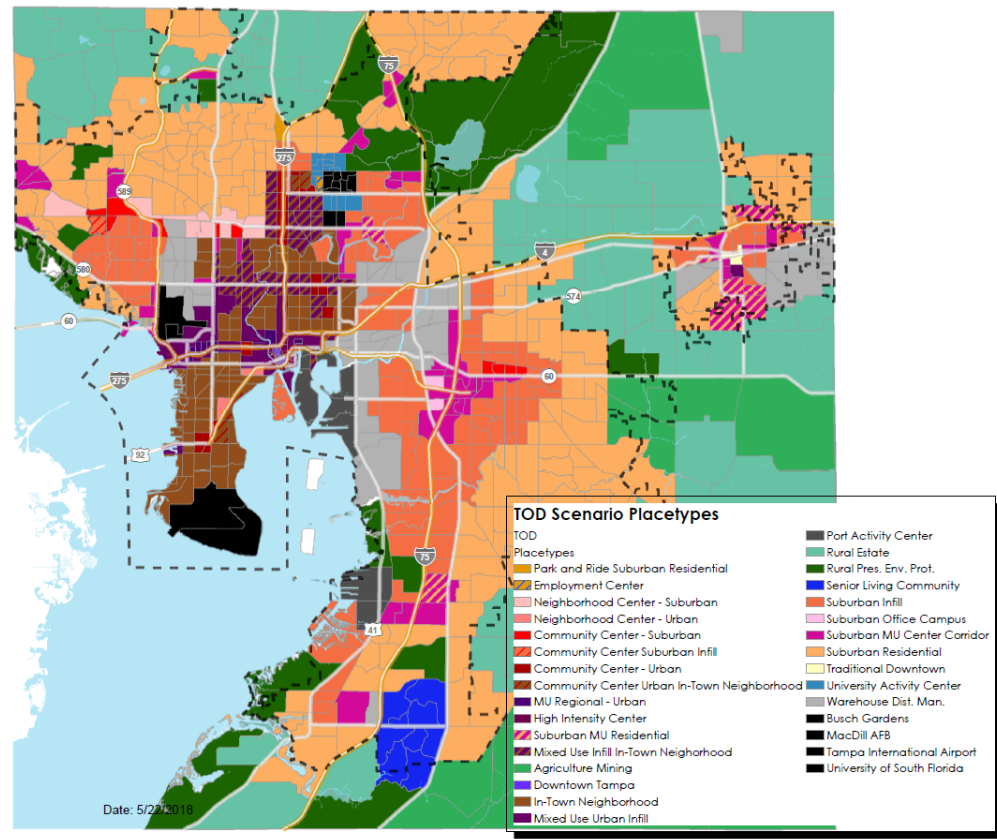 75
275
589
580
4
574
60
60
275
92
75
41
Date: 5/22/2018
TOD Scenario Placetypes
TOD
Placetypes
Park and Ride Suburban Residential
Employment Center
Neighborhood Center - Suburban
Neighborhood Center - Urban
Community Center - Suburban
Community Center Suburban Infill
Community Center - Urban
Community Center Urban In-Town Neighborhood
MU Regional - Urban
High Intensity Center
Suburban MU Residential
Mixed Use Infill In-Town Neighorhood
Agriculture Mining
Downtown Tampa
In-Town Neighborhood
Mixed Use Urban Infill
Port Activity Center
Rural Estate
Rural Pres. Env. Prot.
Senior Living Community
Suburban Infill
Suburban Office Campus
Suburban MU Center Corridor
Suburban Residential
Traditional Downtown
University Activity Center
Warehouse Dist. Man.
Busch Gardens
MacDill AFB
Tampa International Airport
University of South Florida